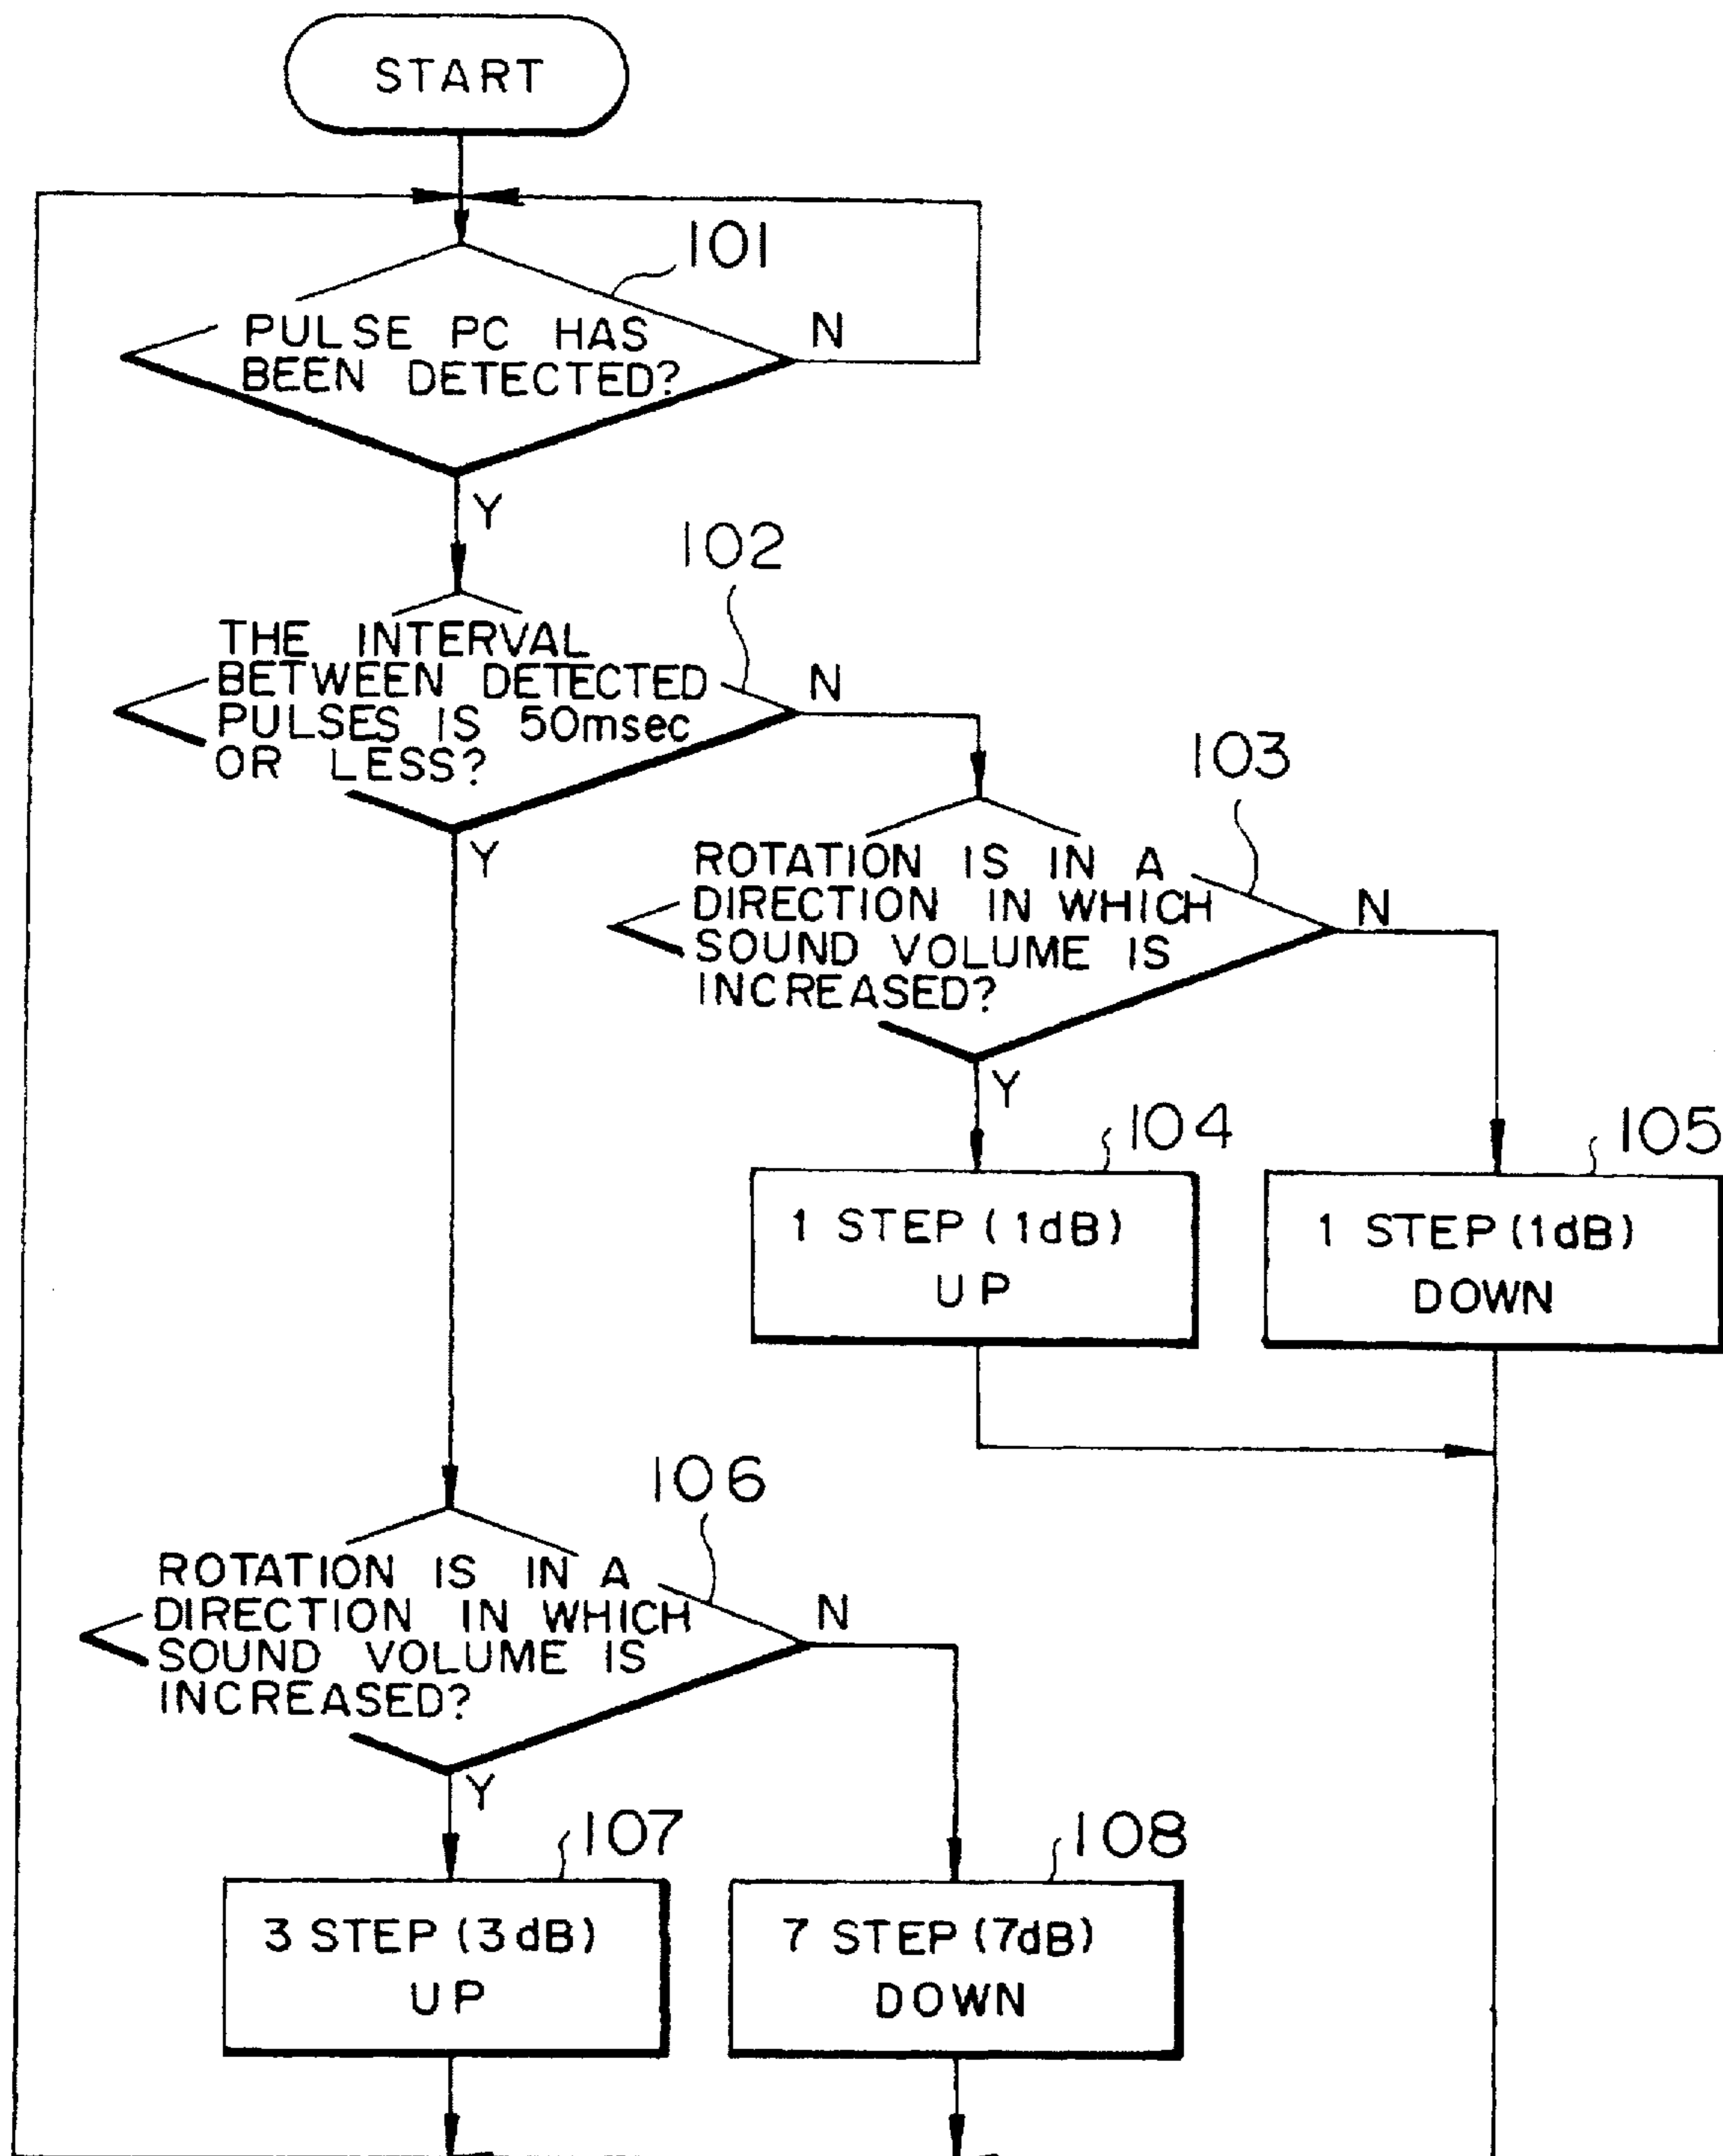 START
101
PULSE PC HAS
BEEN DETECTED?
N
Y
102
THE INTERVAL
BETWEEN DETECTED
PULSES IS 50msec
OR LESS?
N
Y
103
ROTATION IS IN A
DIRECTION IN WHICH
SOUND VOLUME IS
INCREASED?
N
Y
104
1 STEP (1dB)
UP
105
1 STEP (1dB)
DOWN
106
ROTATION IS IN A
DIRECTION IN WHICH
SOUND VOLUME IS
INCREASED?
N
Y
107
3 STEP (3dB)
UP
108
7 STEP (7dB)
DOWN